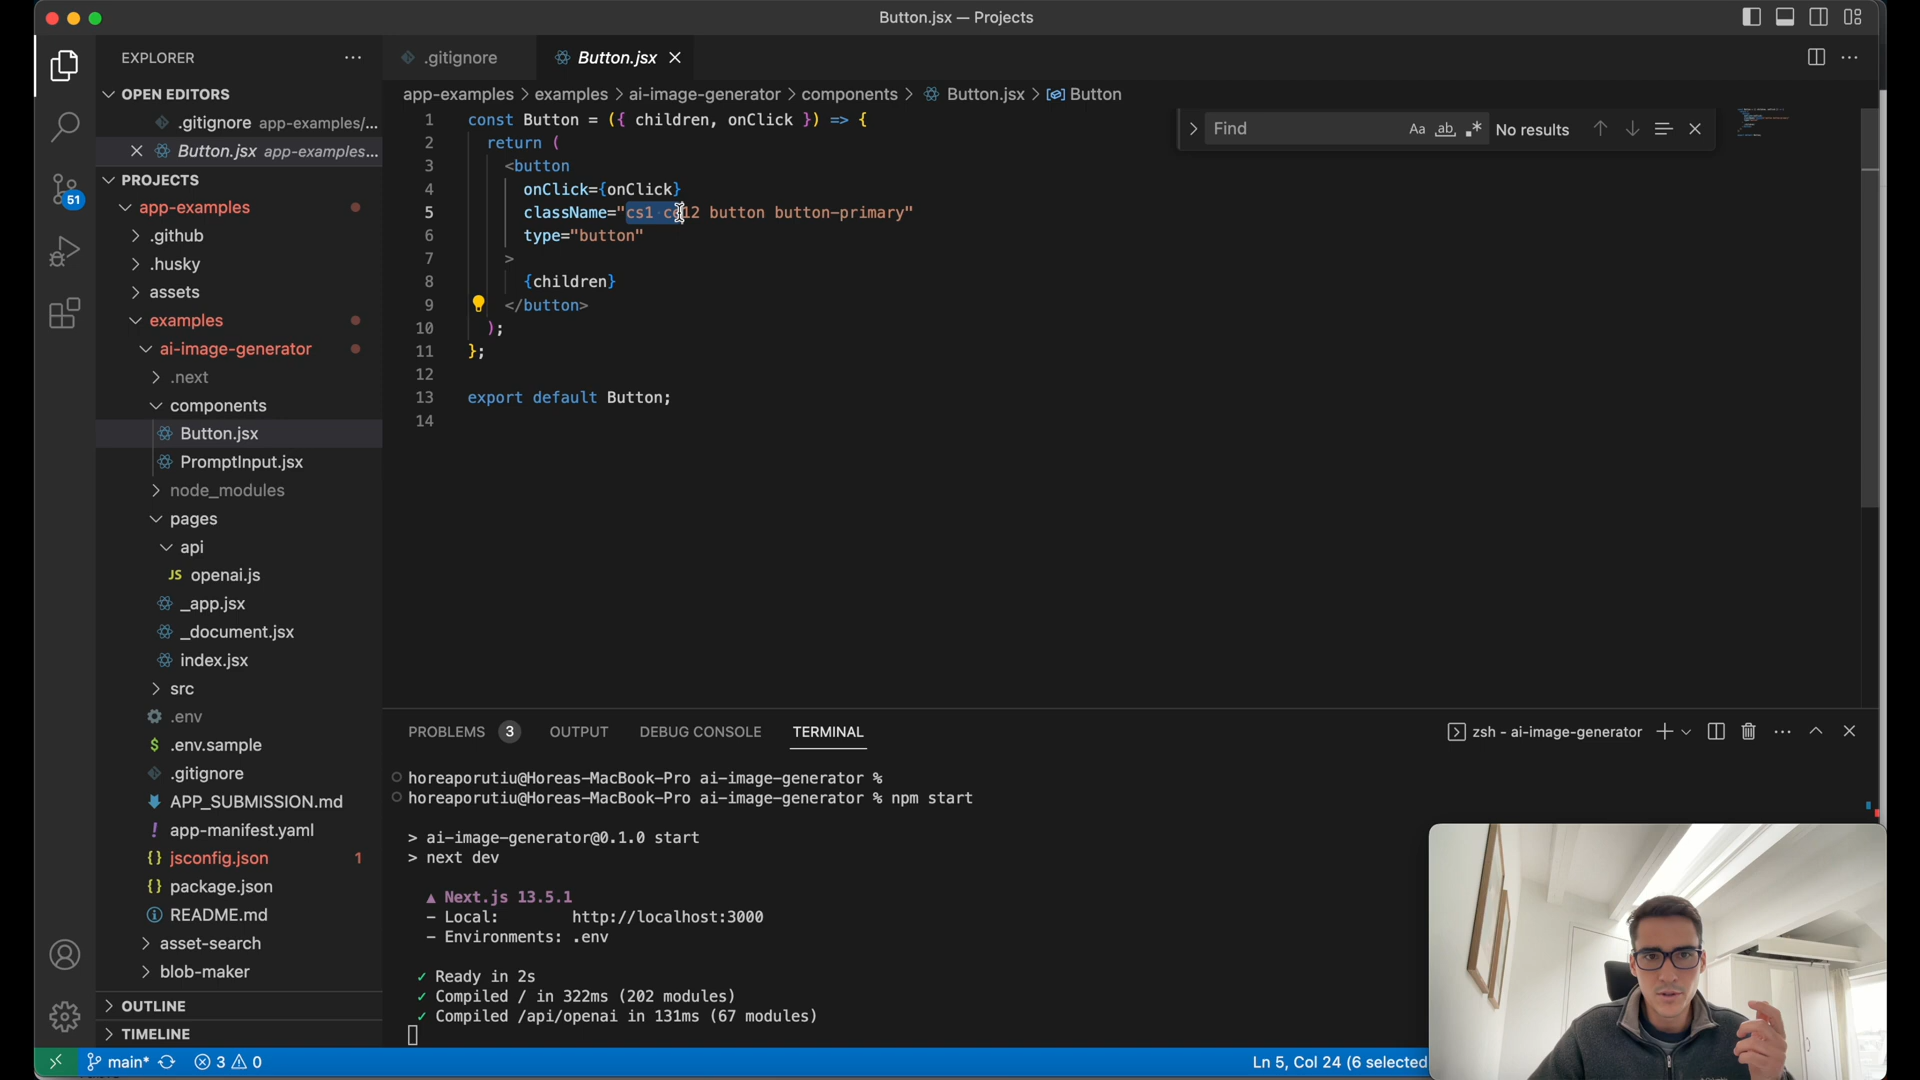 Button.jsx — Projects
EXPLORER
OPEN EDITORS
.gitignore app-examples/...
Button.jsx app-examples...
PROJECTS
app-examples
.github
.husky
assets
examples
ai-image-generator
.next
components
Button.jsx
PromptInput.jsx
node_modules
pages
api
JS openai.js
_app.jsx
_document.jsx
index.jsx
src
.env
$ .env.sample
.gitignore
APP_SUBMISSION.md
! app-manifest.yaml
{} jsconfig.json 1
{} package.json
README.md
asset-search
blob-maker
OUTLINE
TIMELINE
51
.gitignore
Button.jsx
app-examples > examples > ai-image-generator > components > Button.jsx > Button
Find Aa ab .* No results
1 const Button = ({ children, onClick }) => {
2 return (
3 <button
4 onClick={onClick}
5 className="cs1 cd12 button button-primary"
6 type="button"
7 >
8 {children}
9 </button>
10 );
11 };
12
13 export default Button;
14
PROBLEMS 3 OUTPUT DEBUG CONSOLE TERMINAL
zsh - ai-image-generator
horeaporutiu@Horeas-MacBook-Pro ai-image-generator %
horeaporutiu@Horeas-MacBook-Pro ai-image-generator % npm start
> ai-image-generator@0.1.0 start
> next dev
▲ Next.js 13.5.1
- Local: http://localhost:3000
- Environments: .env
✓ Ready in 2s
✓ Compiled / in 322ms (202 modules)
✓ Compiled /api/openai in 131ms (67 modules)
main* 3 0
Ln 5, Col 24 (6 selected